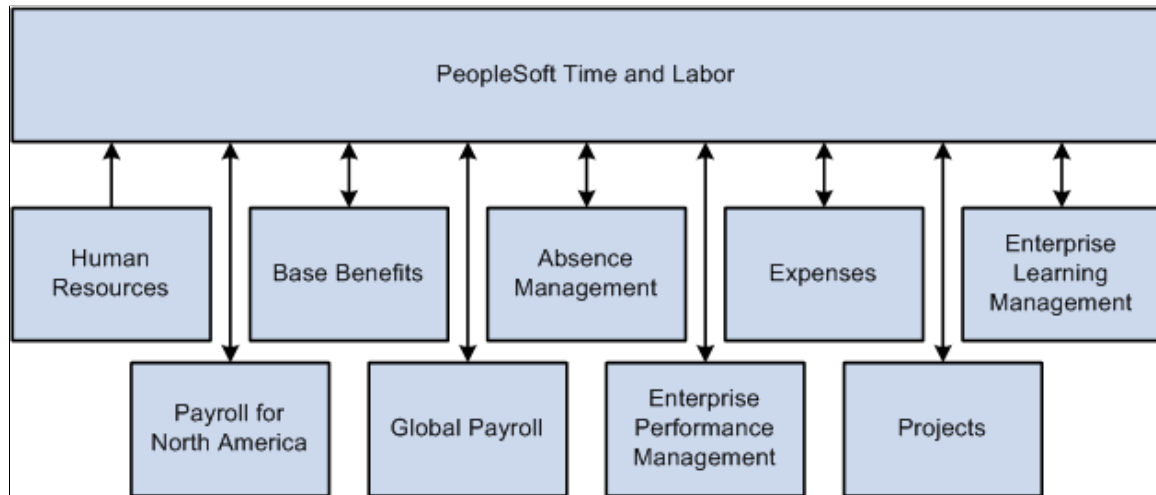 PeopleSoft Time and Labor
Human
Resources
Base Benefits
Absence
Management
Expenses
Enterprise
Learning
Management
Payroll for
North America
Global Payroll
Enterprise
Performance
Management
Projects